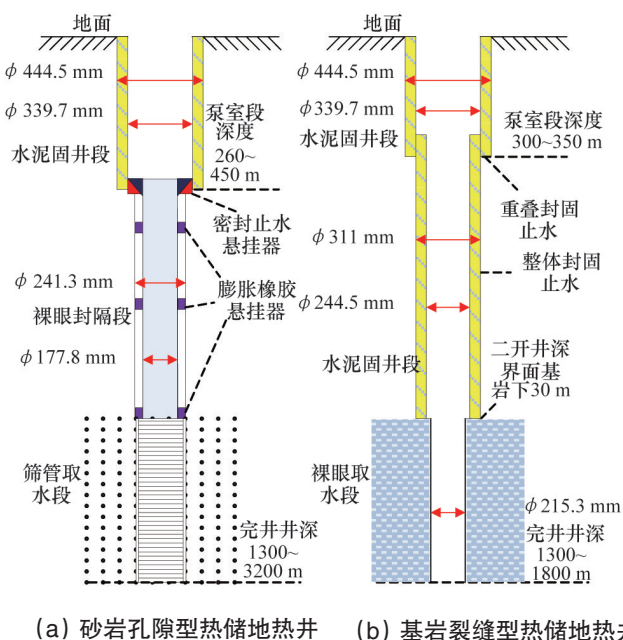 地面
φ 444.5 mm
φ 339.7 mm
泵室段
深度
260~
450 m
水泥固井段
密封止水
悬挂器
φ 241.3 mm
膨胀橡胶
悬挂器
裸眼封隔段
φ 177.8 mm
筛管取
水段
完井井深
1300~
3200 m
(a) 砂岩孔隙型热储地热井
地面
φ 444.5 mm
φ 339.7 mm
泵室段深度
300~350 m
水泥固井段
重叠封固
止水
φ 311 mm
整体封固
止水
φ 244.5 mm
二开井深
界面基
岩下30 m
水泥固井段
裸眼取
水段
φ 215.3 mm
完井井深
1300~
1800 m
(b) 基岩裂缝型热储地热